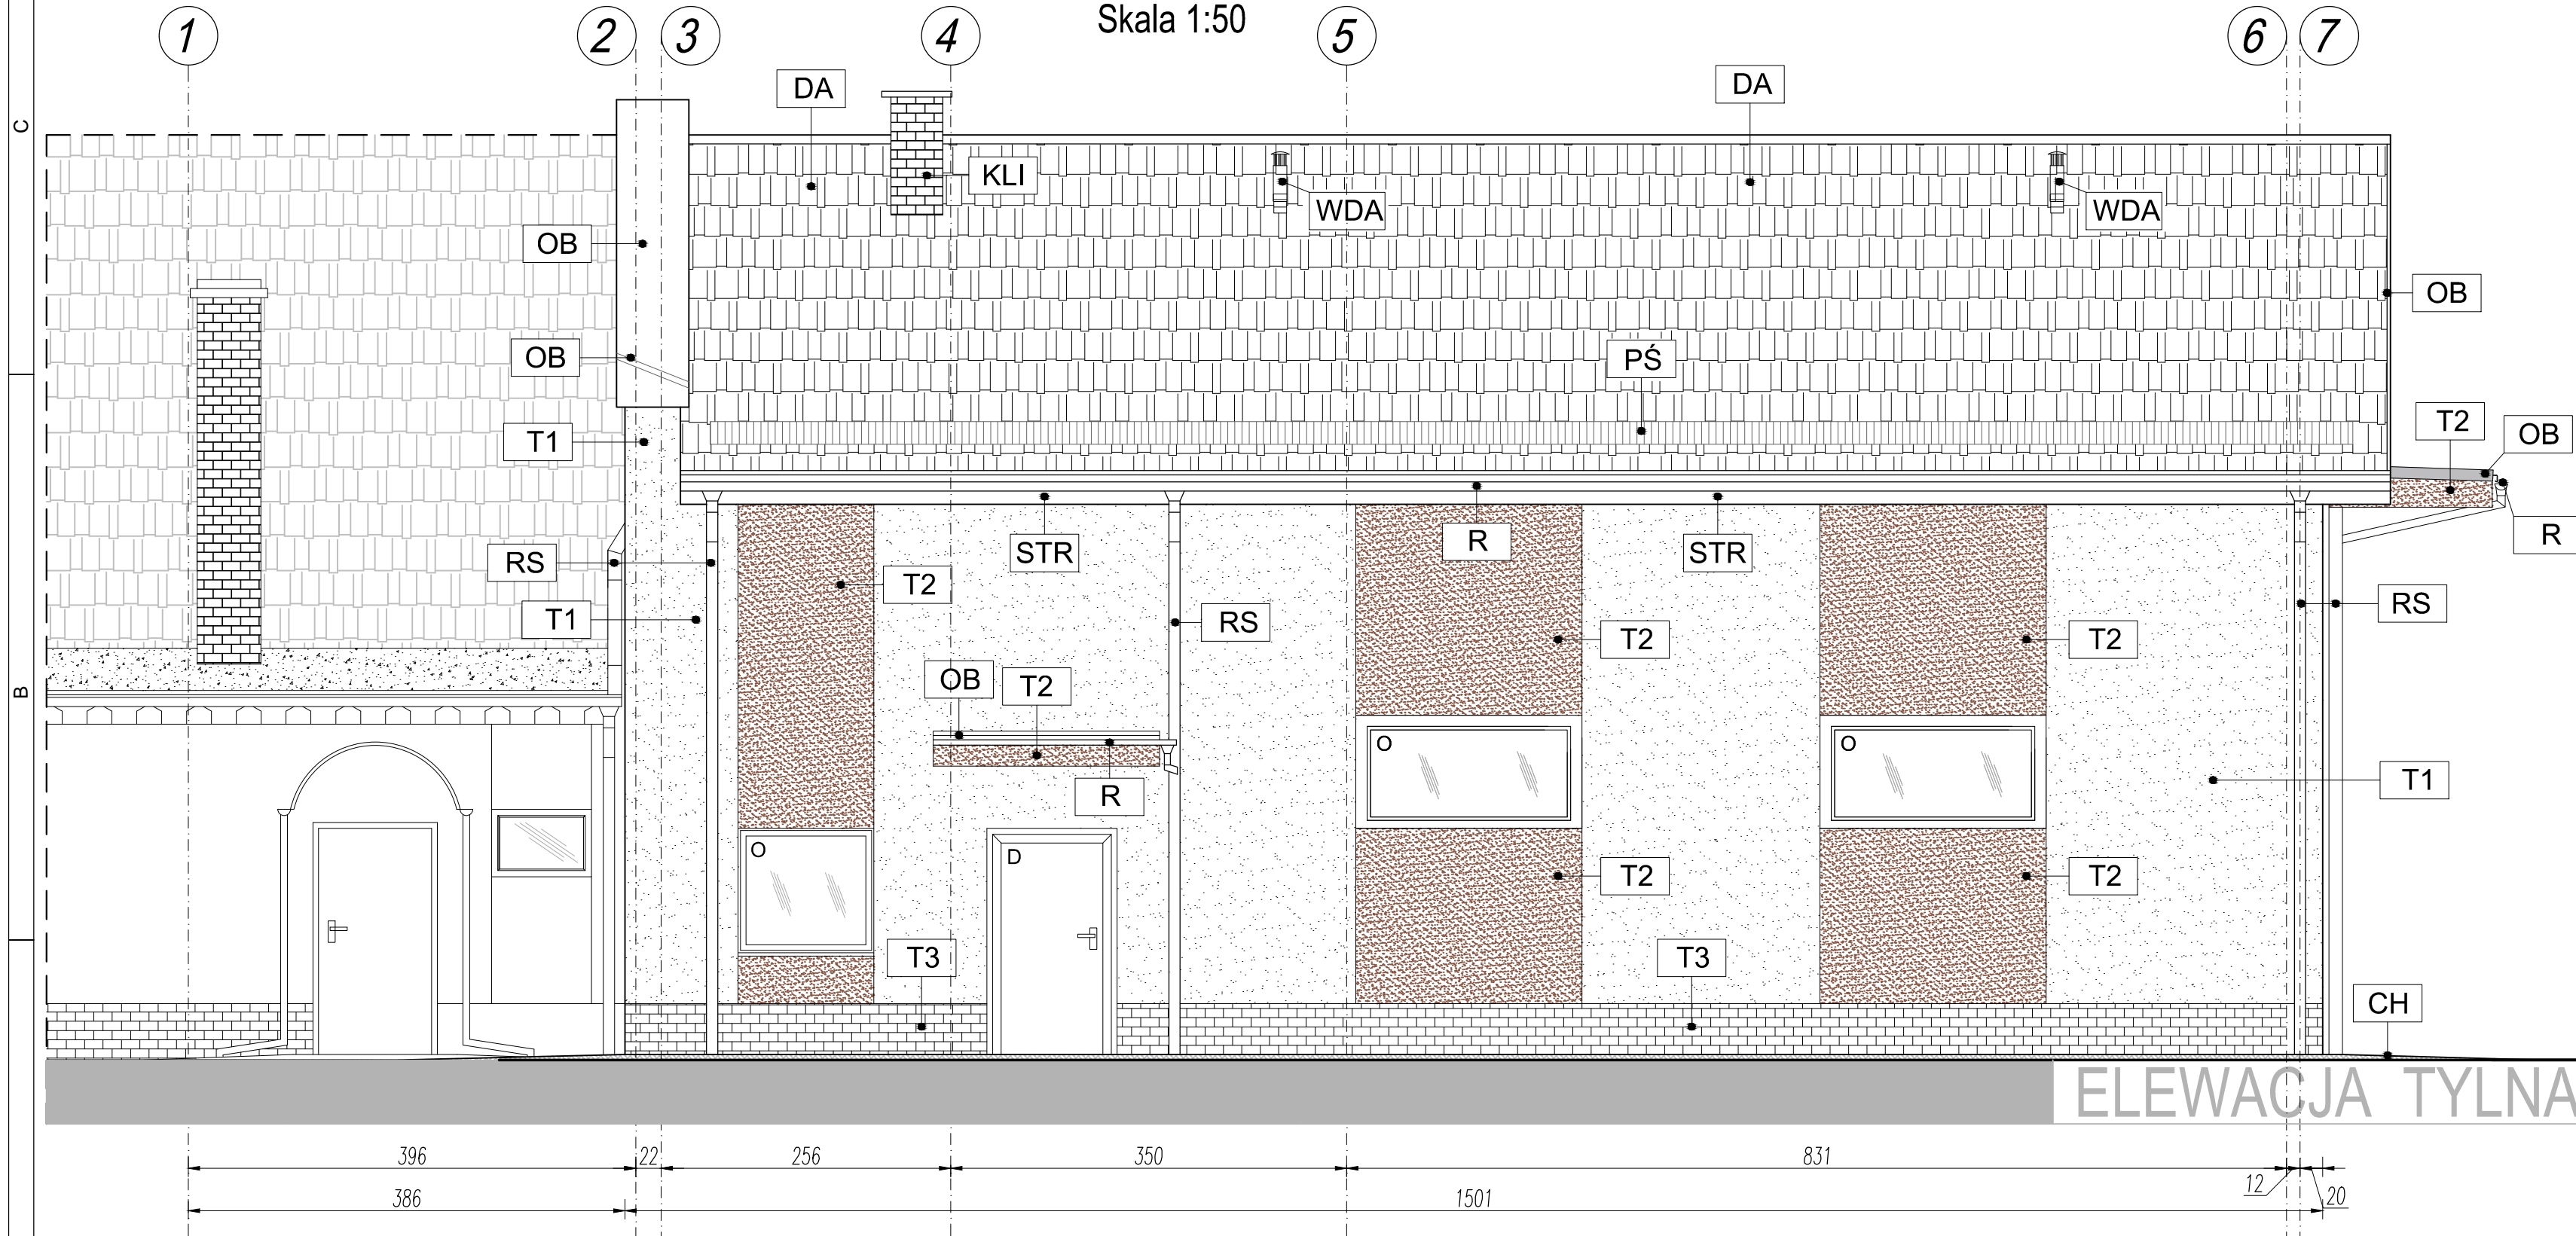 Skala 1:50
1 2 3 4 5 6 7
C
DA DA
KLI
WDA WDA
OB
OB
OB
PŚ
T1
T2 OB
R
STR STR
R
RS
T2
T1
RS
RS
T2 T2
OB T2
B
O O
R
T1
O
D
T2 T2
T3 T3
CH
ELEWACJA TYLNA
396 22 256 350 831
12 20
386 1501